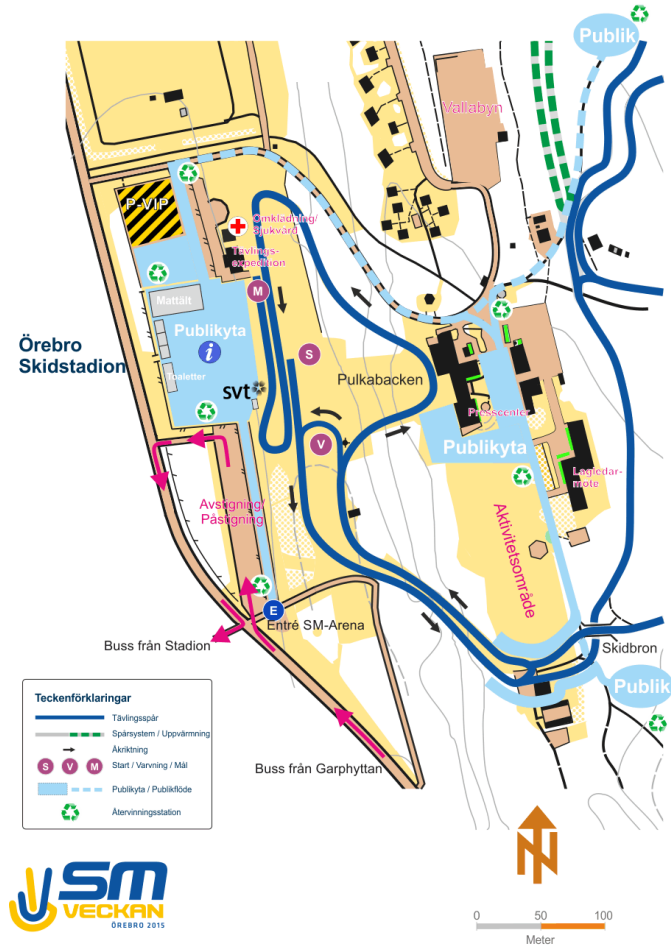 Publik
Vallabyn
P-VIP
Omklädning/
sjukvård
Tävlings-
expedition
M
Mattält
Publikyta
i
Örebro
Skidstadion
Toaletter
svt
S
Pulkabacken
Presscenter
V
Publikyta
Lagledar-
möte
Avstigning/
Påstigning
Aktivitetsområde
E
Entré SM-Arena
Buss från Stadion
Skidbron
Publik
Buss från Garphyttan
Teckenförklaringar
Tävlingsspår
Spårsystem / Uppvärmning
Åkriktning
S V M Start / Varvning / Mål
Publikyta / Publikflöde
Återvinningsstation
SM
VECKAN
ÖREBRO 2015
N
0 50 100
Meter